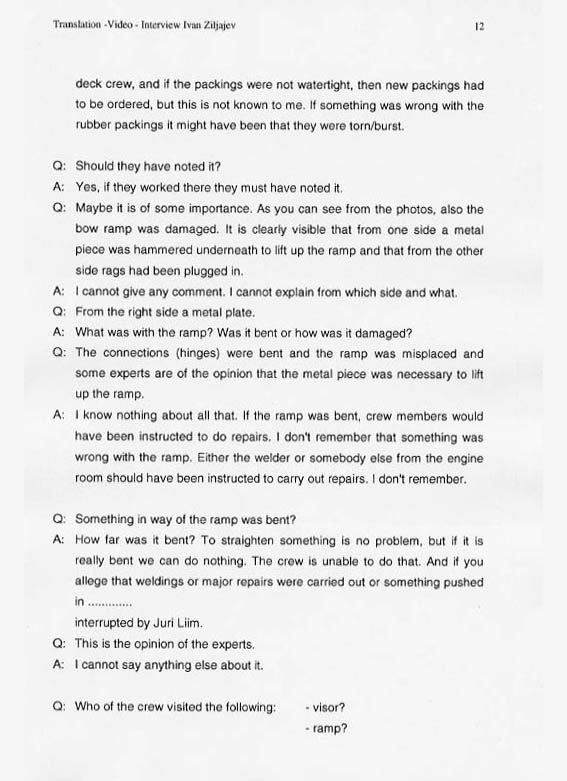 Translation -Video - Interview Ivan Ziljajev 12
deck crew, and if the packings were not watertight, then new packings had
to be ordered, but this is not known to me. If something was wrong with the
rubber packings it might have been that they were torn/burst.
Q: Should they have noted it?
A: Yes, if they worked there they must have noted it.
Q: Maybe it is of some importance. As you can see from the photos, also the
bow ramp was damaged. It is clearly visible that from one side a metal
piece was hammered underneath to lift up the ramp and that from the other
side rags had been plugged in.
A: I cannot give any comment. I cannot explain from which side and what.
Q: From the right side a metal plate.
A: What was with the ramp? Was it bent or how was it damaged?
Q: The connections (hinges) were bent and the ramp was misplaced and
some experts are of the opinion that the metal piece was necessary to lift
up the ramp.
A: I know nothing about all that. If the ramp was bent, crew members would
have been instructed to do repairs. I don't remember that something was
wrong with the ramp. Either the welder or somebody else from the engine
room should have been instructed to carry out repairs. I don't remember.
Q: Something in way of the ramp was bent?
A: How far was it bent? To straighten something is no problem, but if it is
really bent we can do nothing. The crew is unable to do that. And if you
allege that weldings or major repairs were carried out or something pushed
in .............
interrupted by Juri Liim.
Q: This is the opinion of the experts.
A: I cannot say anything else about it.
Q: Who of the crew visited the following: - visor?
- ramp?